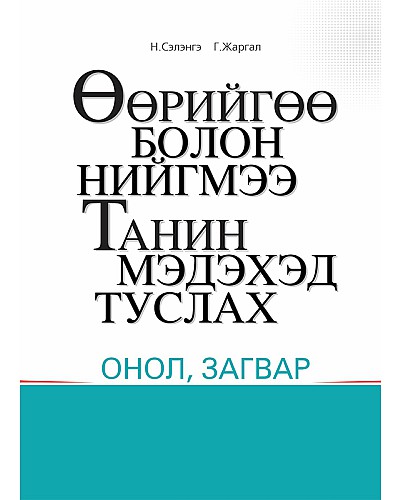 Н.Сэлэнгэ Г.Жаргал
ӨӨРИЙГӨӨ
БОЛОН
НИЙГМЭЭ
ТАНИН
МЭДЭХЭД
ТУСЛАХ
ОНОЛ, ЗАГВАР